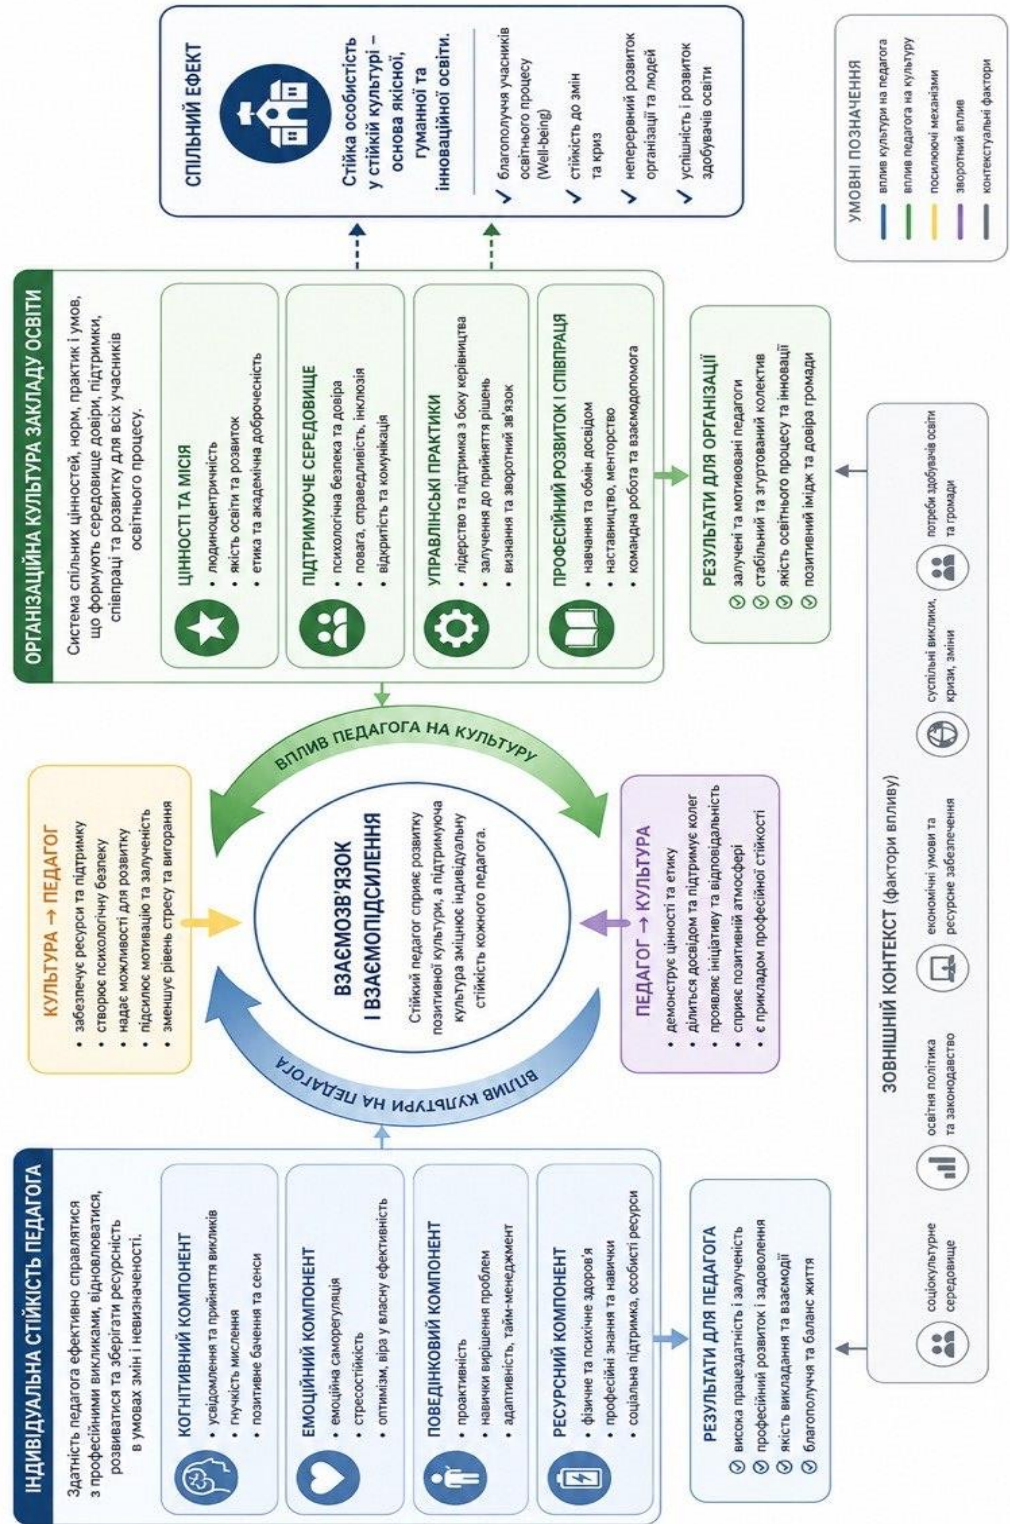 ІНДИВІДУАЛЬНА СТІЙКІСТЬ ПЕДАГОГА
Здатність педагога ефективно справлятися
з професійними викликами, відновлюватися,
розвиватися та зберігати ресурсність
в умовах змін і невизначеності.
КОГНІТИВНИЙ КОМПОНЕНТ
• усвідомлення та прийняття викликів
• гнучкість мислення
• позитивне бачення та сенси
ЕМОЦІЙНИЙ КОМПОНЕНТ
• емоційна саморегуляція
• стресостійкість
• оптимізм, віра у власну ефективність
ПОВЕДІНКОВИЙ КОМПОНЕНТ
• проактивність
• навички вирішення проблем
• адаптивність, тайм-менеджмент
РЕСУРСНИЙ КОМПОНЕНТ
• фізичне та психічне здоров'я
• професійні знання та навички
• соціальна підтримка, особисті ресурси
РЕЗУЛЬТАТИ ДЛЯ ПЕДАГОГА
висока працездатність і залученість
професійний розвиток і задоволення
якість викладання та взаємодії
благополуччя та баланс життя
КУЛЬТУРА → ПЕДАГОГ
• забезпечує ресурси та підтримку
• створює психологічну безпеку
• надає можливості для розвитку
• підсилює мотивацію та залученість
• зменшує рівень стресу та вигорання
ВПЛИВ КУЛЬТУРИ НА ПЕДАГОГА
ВЗАЄМОЗВ'ЯЗОК
І ВЗАЄМОПІДСИЛЕННЯ
Стійкий педагог сприяє розвитку
позитивної культури, а підтримуюча
культура зміцнює індивідуальну
стійкість кожного педагога.
ВПЛИВ ПЕДАГОГА НА КУЛЬТУРУ
ПЕДАГОГ → КУЛЬТУРА
• демонструє цінності та етику
• ділиться досвідом та підтримує колег
• проявляє ініціативу та відповідальність
• сприяє позитивній атмосфері
• є прикладом професійної стійкості
ОРГАНІЗАЦІЙНА КУЛЬТУРА ЗАКЛАДУ ОСВІТИ
Система спільних цінностей, норм, практик і умов,
що формують середовище довіри, підтримки,
співпраці та розвитку для всіх учасників
освітнього процесу.
ЦІННОСТІ ТА МІСІЯ
• людиноцентричність
• якість освіти та розвиток
• етика та академічна доброчесність
ПІДТРИМУЮЧЕ СЕРЕДОВИЩЕ
• психологічна безпека та довіра
• повага, справедливість, інклюзія
• відкритість та комунікація
УПРАВЛІНСЬКІ ПРАКТИКИ
• лідерство та підтримка з боку керівництва
• залучення до прийняття рішень
• визнання та зворотний зв'язок
ПРОФЕСІЙНИЙ РОЗВИТОК І СПІВПРАЦЯ
• навчання та обмін досвідом
• наставництво, менторство
• командна робота та взаємодопомога
РЕЗУЛЬТАТИ ДЛЯ ОРГАНІЗАЦІЇ
залучені та мотивовані педагоги
стабільний та згуртований колектив
якість освітнього процесу та інновації
позитивний імідж та довіра громади
СПІЛЬНИЙ ЕФЕКТ
Стійка особистість
у стійкій культурі –
основа якісної,
гуманної та
інноваційної освіти.
✓ благополуччя учасників
освітнього процесу
(Well-being)
✓ стійкість до змін
та криз
✓ неперервний розвиток
організації та людей
✓ успішність і розвиток
здобувачів освіти
ЗОВНІШНІЙ КОНТЕКСТ (фактори впливу)
соціокультурне
середовище
освітня політика
та законодавство
економічні умови та
ресурсне забезпечення
суспільні виклики,
кризи, зміни
потреби здобувачів освіти
та громади
УМОВНІ ПОЗНАЧЕННЯ
вплив культури на педагога
вплив педагога на культуру
посилюючі механізми
зворотний вплив
контекстуальні фактори